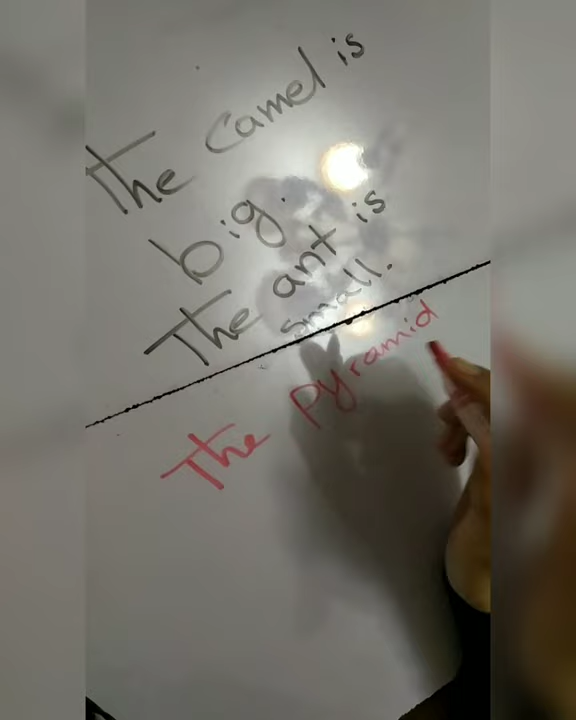 The Camel is
big.
The ant is
small.
The pyramid